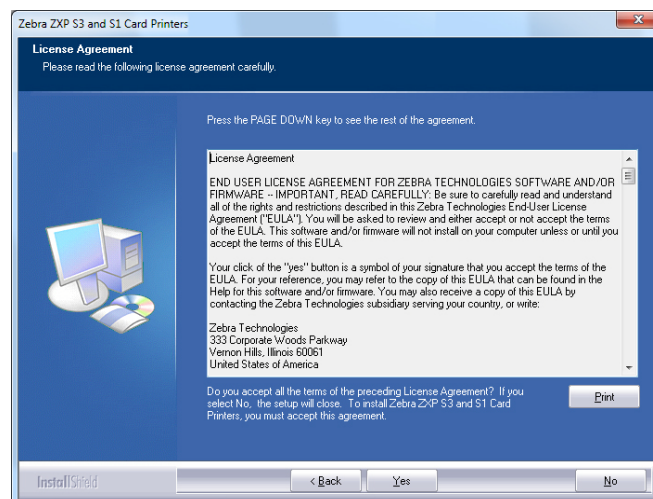 Zebra ZXP S3 and S1 Card Printers
License Agreement
Please read the following license agreement carefully.
Press the PAGE DOWN key to see the rest of the agreement.
License Agreement
END USER LICENSE AGREEMENT FOR ZEBRA TECHNOLOGIES SOFTWARE AND/OR
FIRMWARE -- IMPORTANT, READ CAREFULLY: Be sure to carefully read and understand
all of the rights and restrictions described in this Zebra Technologies End-User License
Agreement ("EULA"). You will be asked to review and either accept or not accept the terms
of the EULA. This software and/or firmware will not install on your computer unless or until you
accept the terms of this EULA.
Your click of the "yes" button is a symbol of your signature that you accept the terms of the
EULA. For your reference, you may refer to the copy of this EULA that can be found in the
Help for this software and/or firmware. You may also receive a copy of this EULA by
contacting the Zebra Technologies subsidiary serving your country, or write:
Zebra Technologies
333 Corporate Woods Parkway
Vernon Hills, Illinois 60061
United States of America
Do you accept all the terms of the preceding License Agreement? If you
select No, the setup will close. To install Zebra ZXP S3 and S1 Card
Printers, you must accept this agreement.
Print
InstallShield
< Back
Yes
No